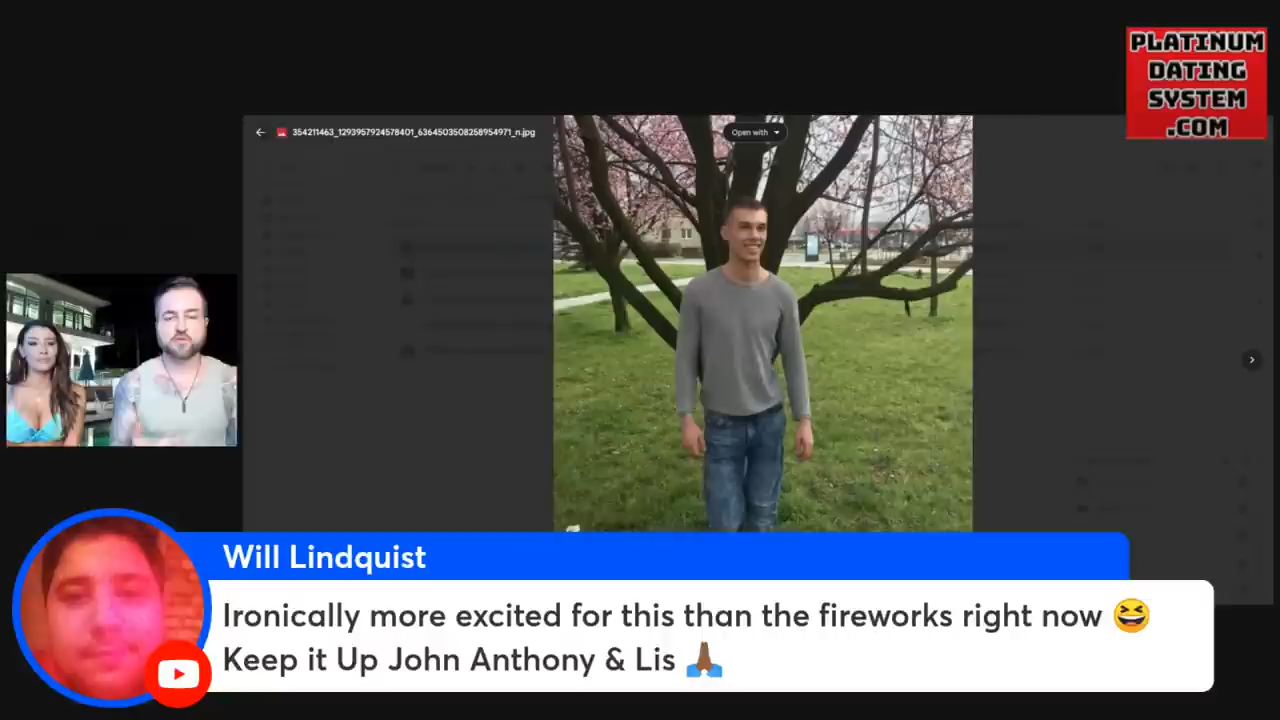 PLATINUM
DATING
SYSTEM
.COM
354211463_1293957924578401_6364503508258954971_n.jpg
Open with
Will Lindquist
Ironically more excited for this than the fireworks right now 😆
Keep it Up John Anthony & Lis 🙏🏾